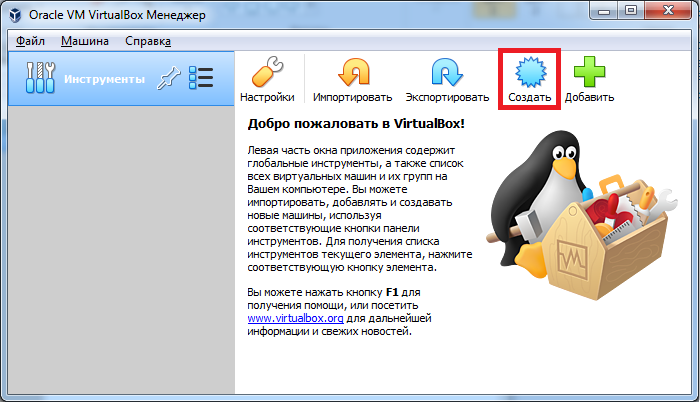 Oracle VM VirtualBox Менеджер
Файл Машина Справка
Инструменты
Настройки Импортировать Экспортировать Создать Добавить
Добро пожаловать в VirtualBox!
Левая часть окна приложения содержит
глобальные инструменты, а также список
всех виртуальных машин и их групп на
Вашем компьютере. Вы можете
импортировать, добавлять и создавать
новые машины, используя
соответствующие кнопки панели
инструментов. Для получения списка
инструментов текущего элемента, нажмите
соответствующую кнопку элемента.
Вы можете нажать кнопку F1 для
получения помощи, или посетить
www.virtualbox.org для дальнейшей
информации и свежих новостей.